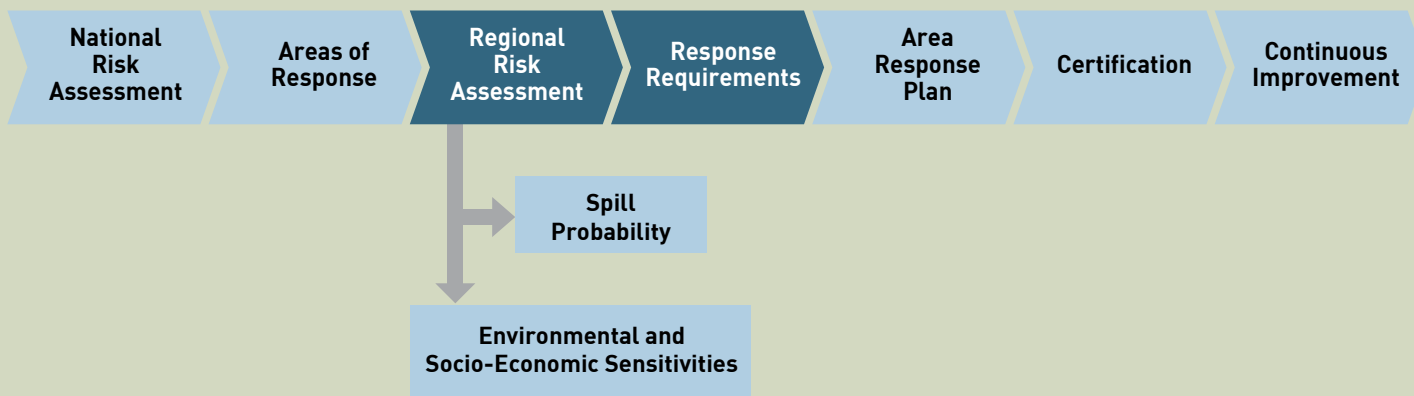 National
Risk
Assessment
Areas of
Response
Regional
Risk
Assessment
Response
Requirements
Area
Response
Plan
Certification
Continuous
Improvement
Spill
Probability
Environmental and
Socio-Economic Sensitivities